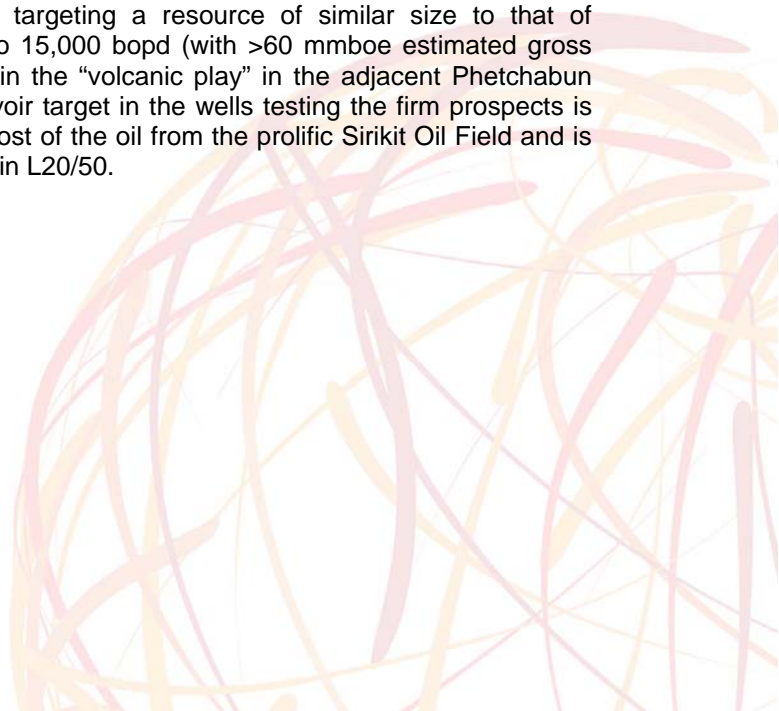 targeting a resource of similar size to that of
o 15,000 bopd (with >60 mmboe estimated gross
in the “volcanic play” in the adjacent Phetchabun
voir target in the wells testing the firm prospects is
ost of the oil from the prolific Sirikit Oil Field and is
in L20/50.